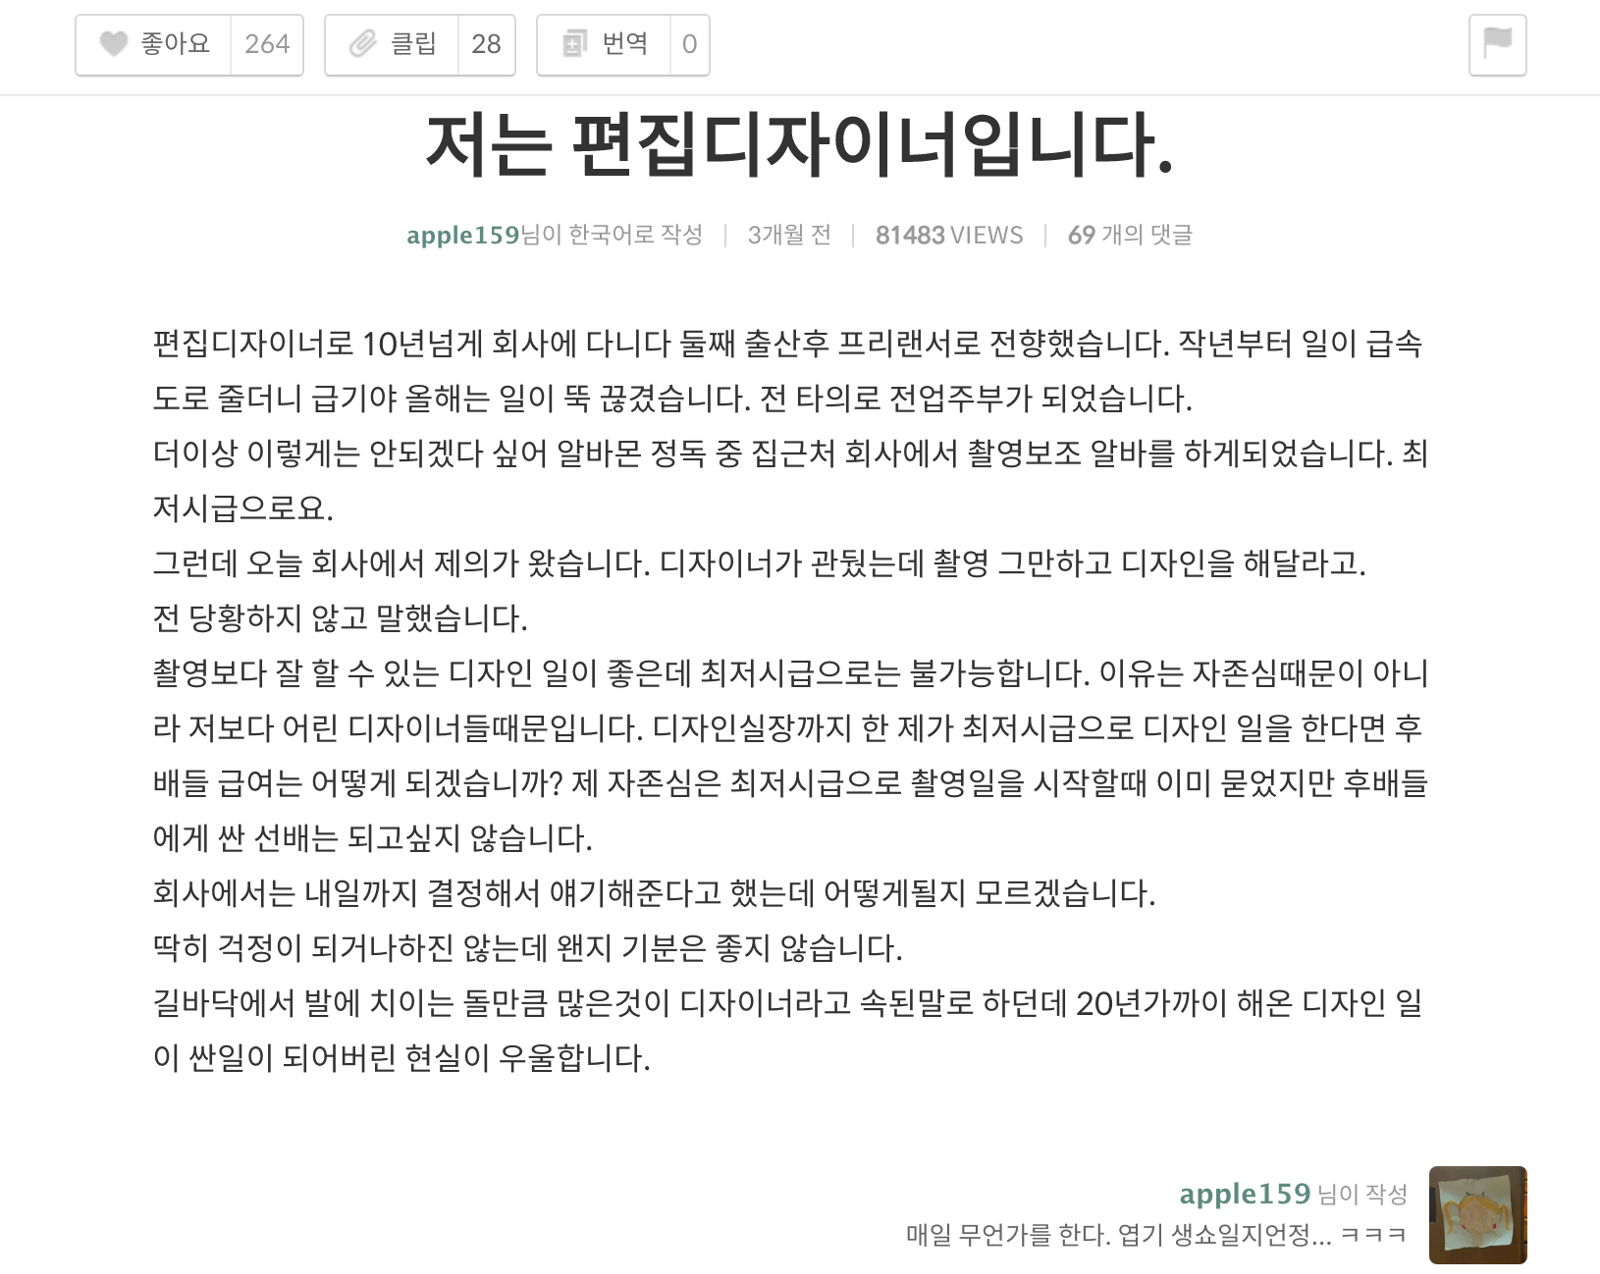 좋아요 264 클립 28 번역 0
저는 편집디자이너입니다.
apple159님이 한국어로 작성 | 3개월 전 | 81483 VIEWS | 69 개의 댓글
편집디자이너로 10년넘게 회사에 다니다 둘째 출산후 프리랜서로 전향했습니다. 작년부터 일이 급속
도로 줄더니 급기야 올해는 일이 뚝 끊겼습니다. 전 타의로 전업주부가 되었습니다.
더이상 이렇게는 안되겠다 싶어 알바몬 정독 중 집근처 회사에서 촬영보조 알바를 하게되었습니다. 최
저시급으로요.
그런데 오늘 회사에서 제의가 왔습니다. 디자이너가 관뒀는데 촬영 그만하고 디자인을 해달라고.
전 당황하지 않고 말했습니다.
촬영보다 잘 할 수 있는 디자인 일이 좋은데 최저시급으로는 불가능합니다. 이유는 자존심때문이 아니
라 저보다 어린 디자이너들때문입니다. 디자인실장까지 한 제가 최저시급으로 디자인 일을 한다면 후
배들 급여는 어떻게 되겠습니까? 제 자존심은 최저시급으로 촬영일을 시작할때 이미 묻었지만 후배들
에게 싼 선배는 되고싶지 않습니다.
회사에서는 내일까지 결정해서 얘기해준다고 했는데 어떻게될지 모르겠습니다.
딱히 걱정이 되거나하진 않는데 왠지 기분은 좋지 않습니다.
길바닥에서 발에 치이는 돌만큼 많은것이 디자이너라고 속된말로 하던데 20년가까이 해온 디자인 일
이 싼일이 되어버린 현실이 우울합니다.
apple159 님이 작성
매일 무언가를 한다. 엽기 생쇼일지언정... ㅋㅋㅋ